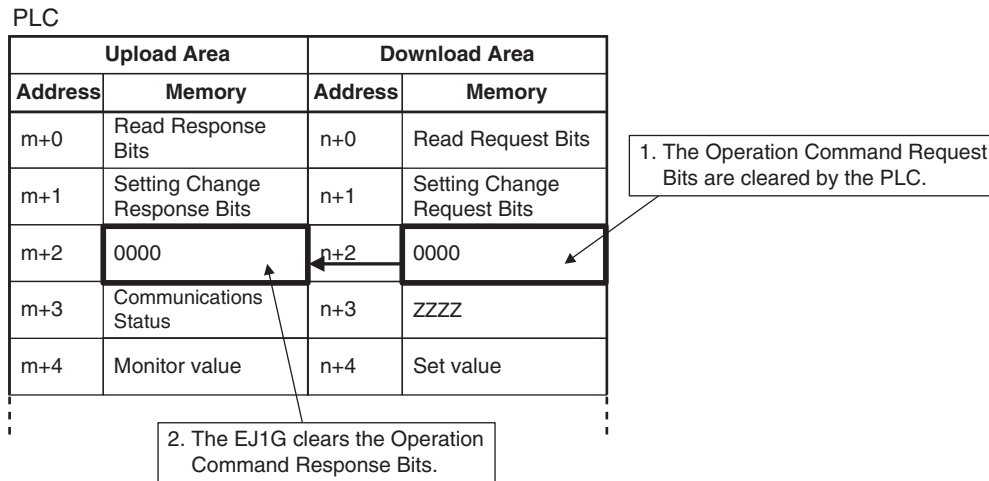 PLC
Upload Area Download Area
Address Memory Address Memory
m+0 Read Response Bits n+0 Read Request Bits
m+1 Setting Change Response Bits n+1 Setting Change Request Bits
m+2 0000 n+2 0000
m+3 Communications Status n+3 ZZZZ
m+4 Monitor value n+4 Set value
1. The Operation Command Request
Bits are cleared by the PLC.
2. The EJ1G clears the Operation
Command Response Bits.